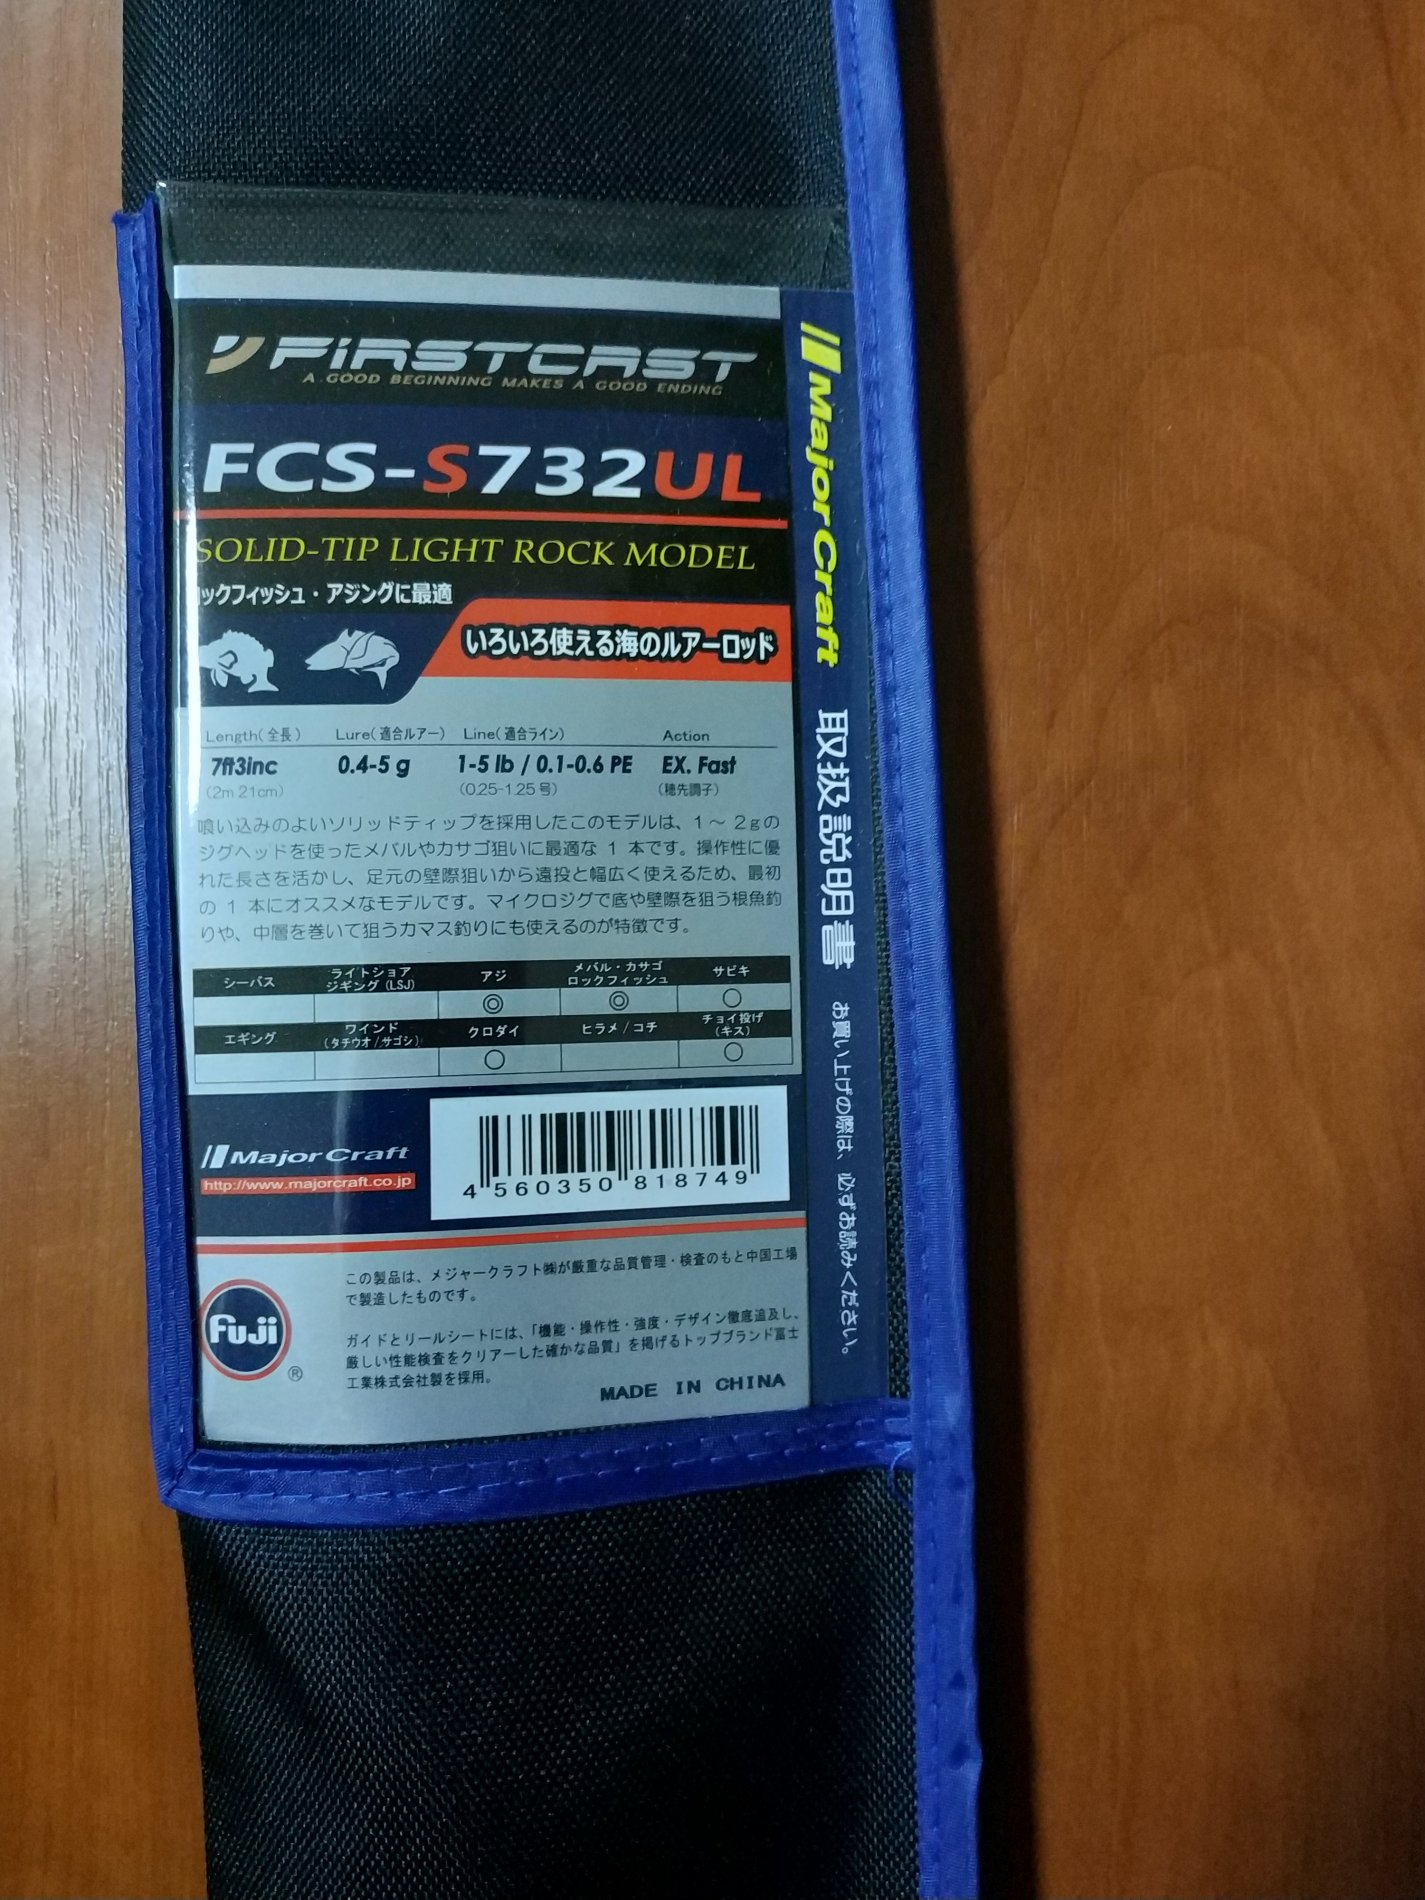 FIRSTCAST
A GOOD BEGINNING MAKES A GOOD ENDING
FCS-S732UL
SOLID-TIP LIGHT ROCK MODEL
ックフィッシュ・アジングに最適
いろいろ使える海のルアーロッド
Length(全長) Lure(適合ルアー) Line(適合ライン) Action
7ft3inc 0.4-5 g 1-5 lb / 0.1-0.6 PE EX. Fast
(2m 21cm) (0.25-1.25号) (穂先調子)
喰い込みのよいソリッドティップを採用したこのモデルは、1～2gの
ジグヘッドを使ったメバルやカサゴ狙いに最適な1本です。操作性に優
れた長さを活かし、足元の壁際狙いから遠投と幅広く使えるため、最初
の1本にオススメなモデルです。マイクロジグで底や壁際を狙う根魚釣
りや、中層を巻いて狙うカマス釣りにも使えるのが特徴です。
シーバス ライトショアジギング(LSJ) アジ メバル・カサゴロックフィッシュ サビキ
◎ ◎ ○
エギング ワインド(タチウオ/サゴシ) クロダイ ヒラメ/コチ チョイ投げ(キス)
○ ○
Major Craft
http://www.majorcraft.co.jp
4 560350 818749
この製品は、メジャークラフト㈱が厳重な品質管理・検査のもと中国工場
で製造したものです。
Fuji
®
ガイドとリールシートには、「機能・操作性・強度・デザイン徹底追及し、
厳しい性能検査をクリアーした確かな品質」を掲げるトップブランド富士
工業株式会社製を採用。
MADE IN CHINA
MajorCraft 取扱説明書 お買い上げの際は、必ずお読みください。